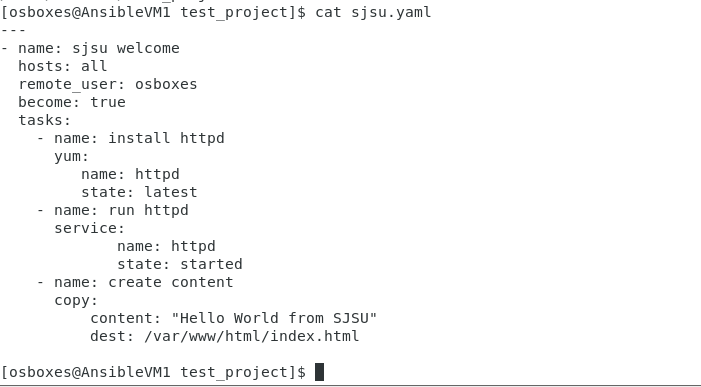 [osboxes@AnsibleVM1 test_project]$ cat sjsu.yaml
---
- name: sjsu welcome
  hosts: all
  remote_user: osboxes
  become: true
  tasks:
    - name: install httpd
      yum:
         name: httpd
         state: latest
    - name: run httpd
      service:
             name: httpd
             state: started
    - name: create content
      copy:
          content: "Hello World from SJSU"
          dest: /var/www/html/index.html

[osboxes@AnsibleVM1 test_project]$